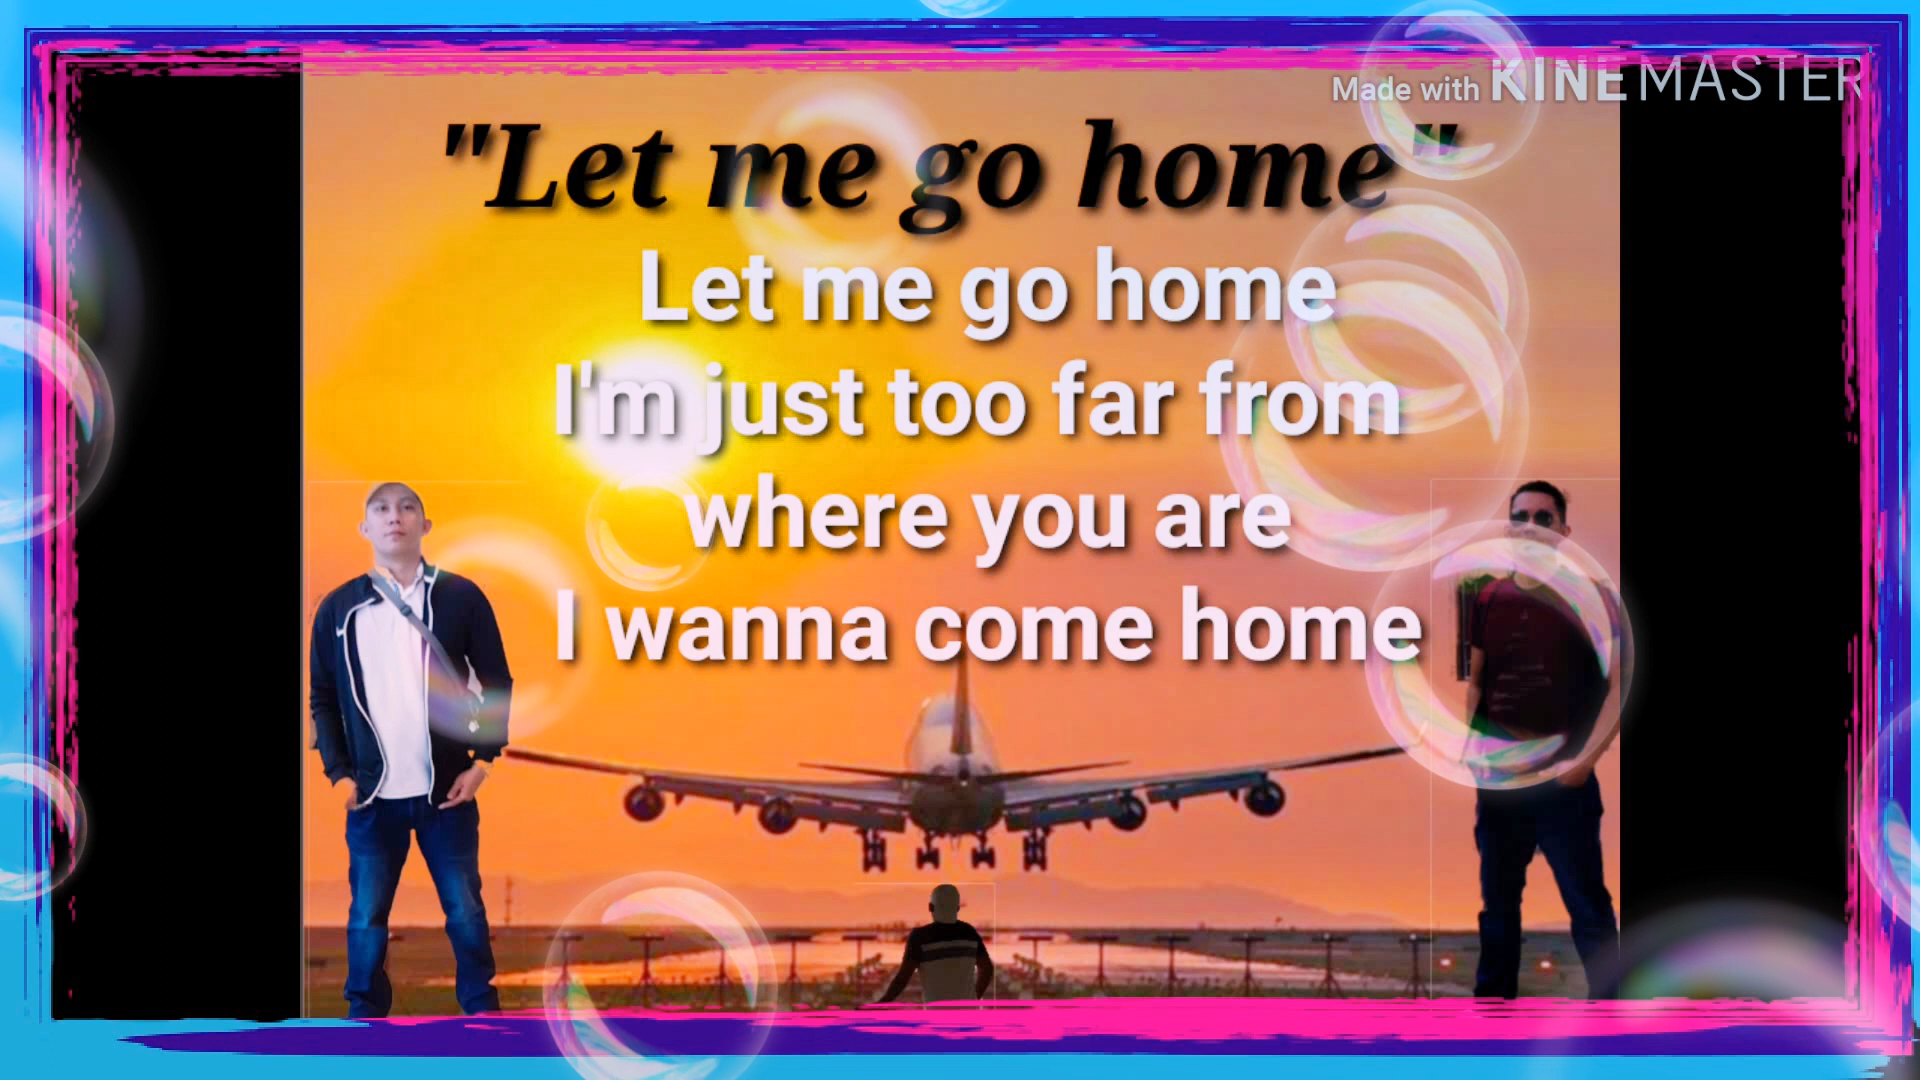 Made with KINEMASTER
"Let me go home"
Let me go home
I'm just too far from
where you are
I wanna come home